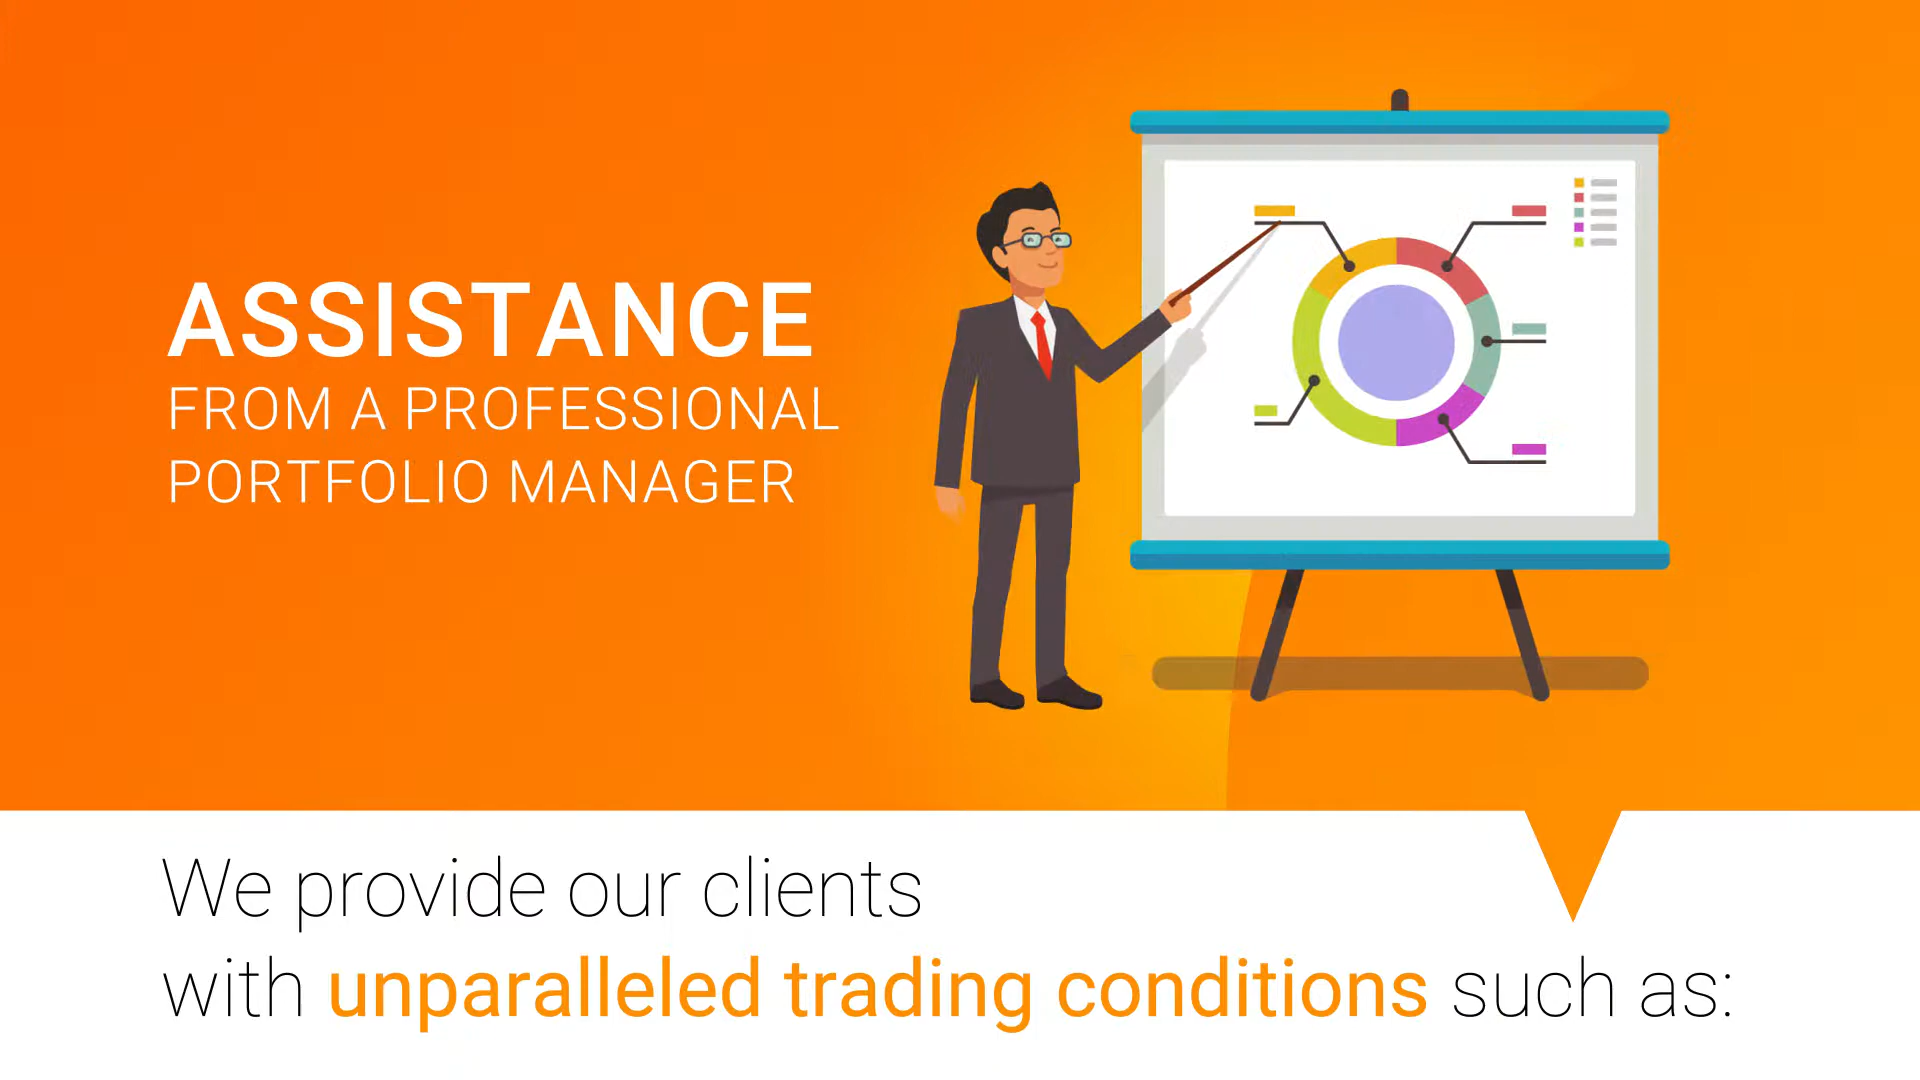 ASSISTANCE
FROM A PROFESSIONAL
PORTFOLIO MANAGER
We provide our clients
with unparalleled trading conditions such as: